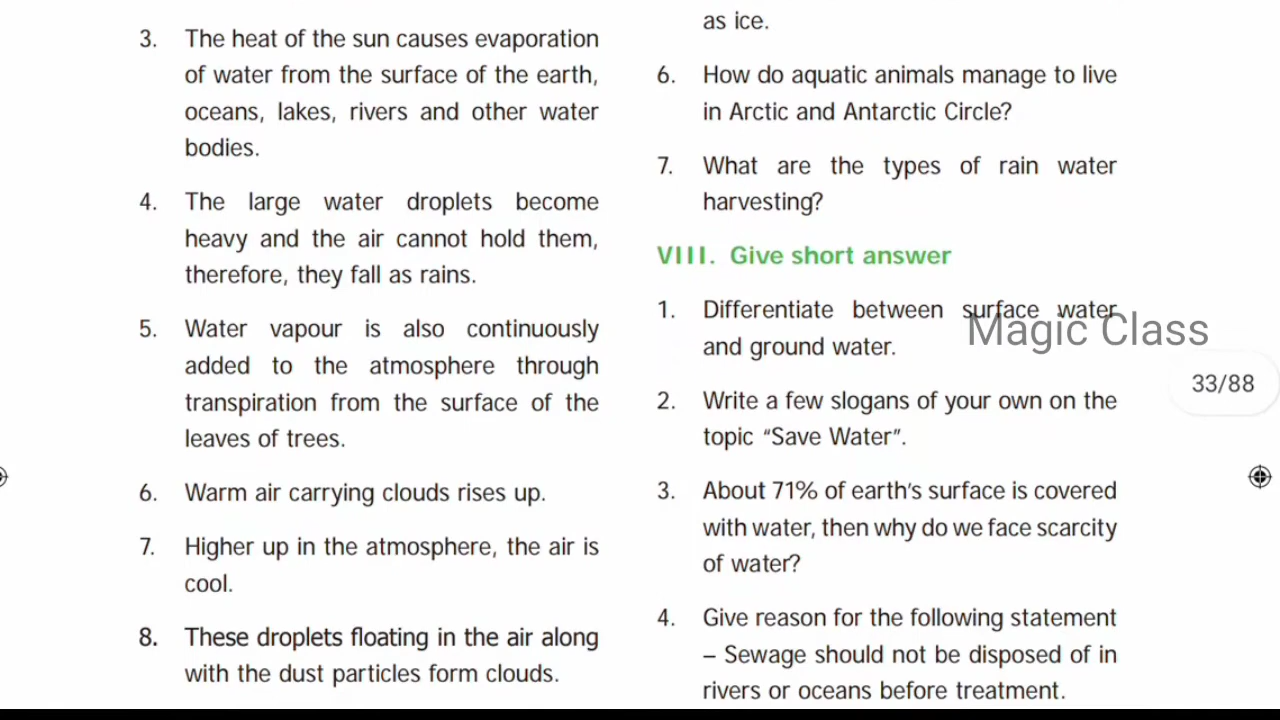 3. The heat of the sun causes evaporation
of water from the surface of the earth,
oceans, lakes, rivers and other water
bodies.
4. The large water droplets become
heavy and the air cannot hold them,
therefore, they fall as rains.
5. Water vapour is also continuously
added to the atmosphere through
transpiration from the surface of the
leaves of trees.
6. Warm air carrying clouds rises up.
7. Higher up in the atmosphere, the air is
cool.
8. These droplets floating in the air along
with the dust particles form clouds.
as ice.
6. How do aquatic animals manage to live
in Arctic and Antarctic Circle?
7. What are the types of rain water
harvesting?
VIII. Give short answer
1. Differentiate between surface water
and ground water.
2. Write a few slogans of your own on the
topic “Save Water”.
3. About 71% of earth’s surface is covered
with water, then why do we face scarcity
of water?
4. Give reason for the following statement
– Sewage should not be disposed of in
rivers or oceans before treatment.
Magic Class
33/88